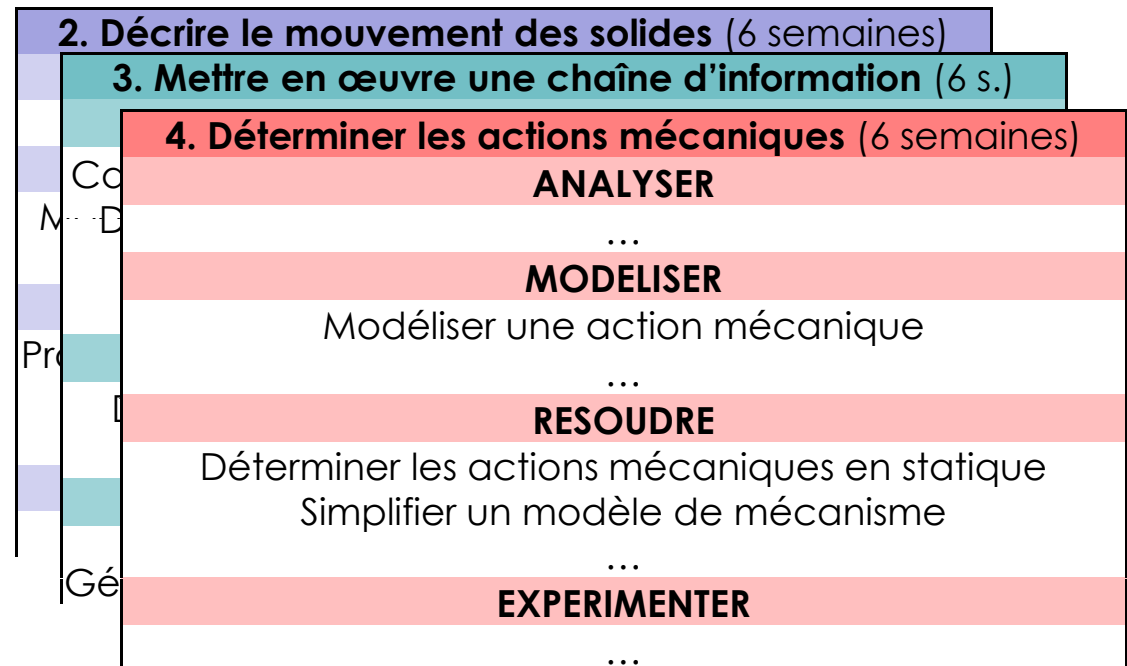 2. Décrire le mouvement des solides (6 semaines)
3. Mettre en œuvre une chaîne d'information (6 s.)
4. Déterminer les actions mécaniques (6 semaines)
ANALYSER
…
MODELISER
Modéliser une action mécanique
…
RESOUDRE
Déterminer les actions mécaniques en statique
Simplifier un modèle de mécanisme
…
EXPERIMENTER
…